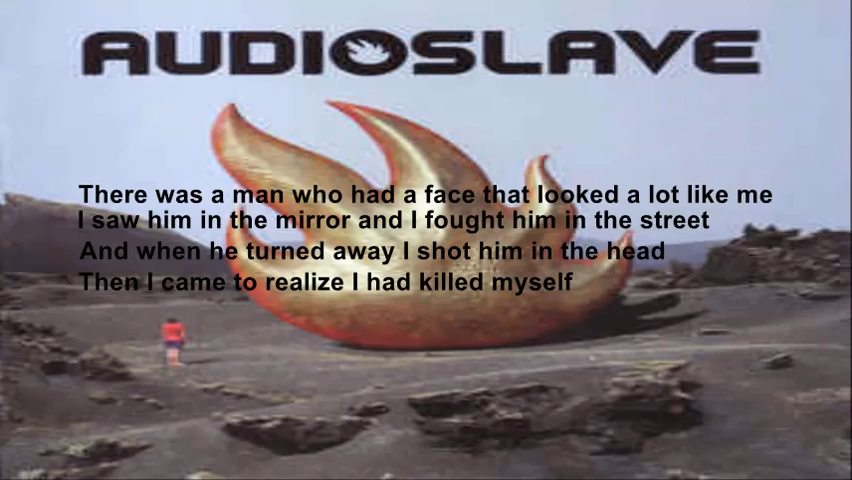 AUDIOSLAVE
There was a man who had a face that looked a lot like me
I saw him in the mirror and I fought him in the street
And when he turned away I shot him in the head
Then I came to realize I had killed myself